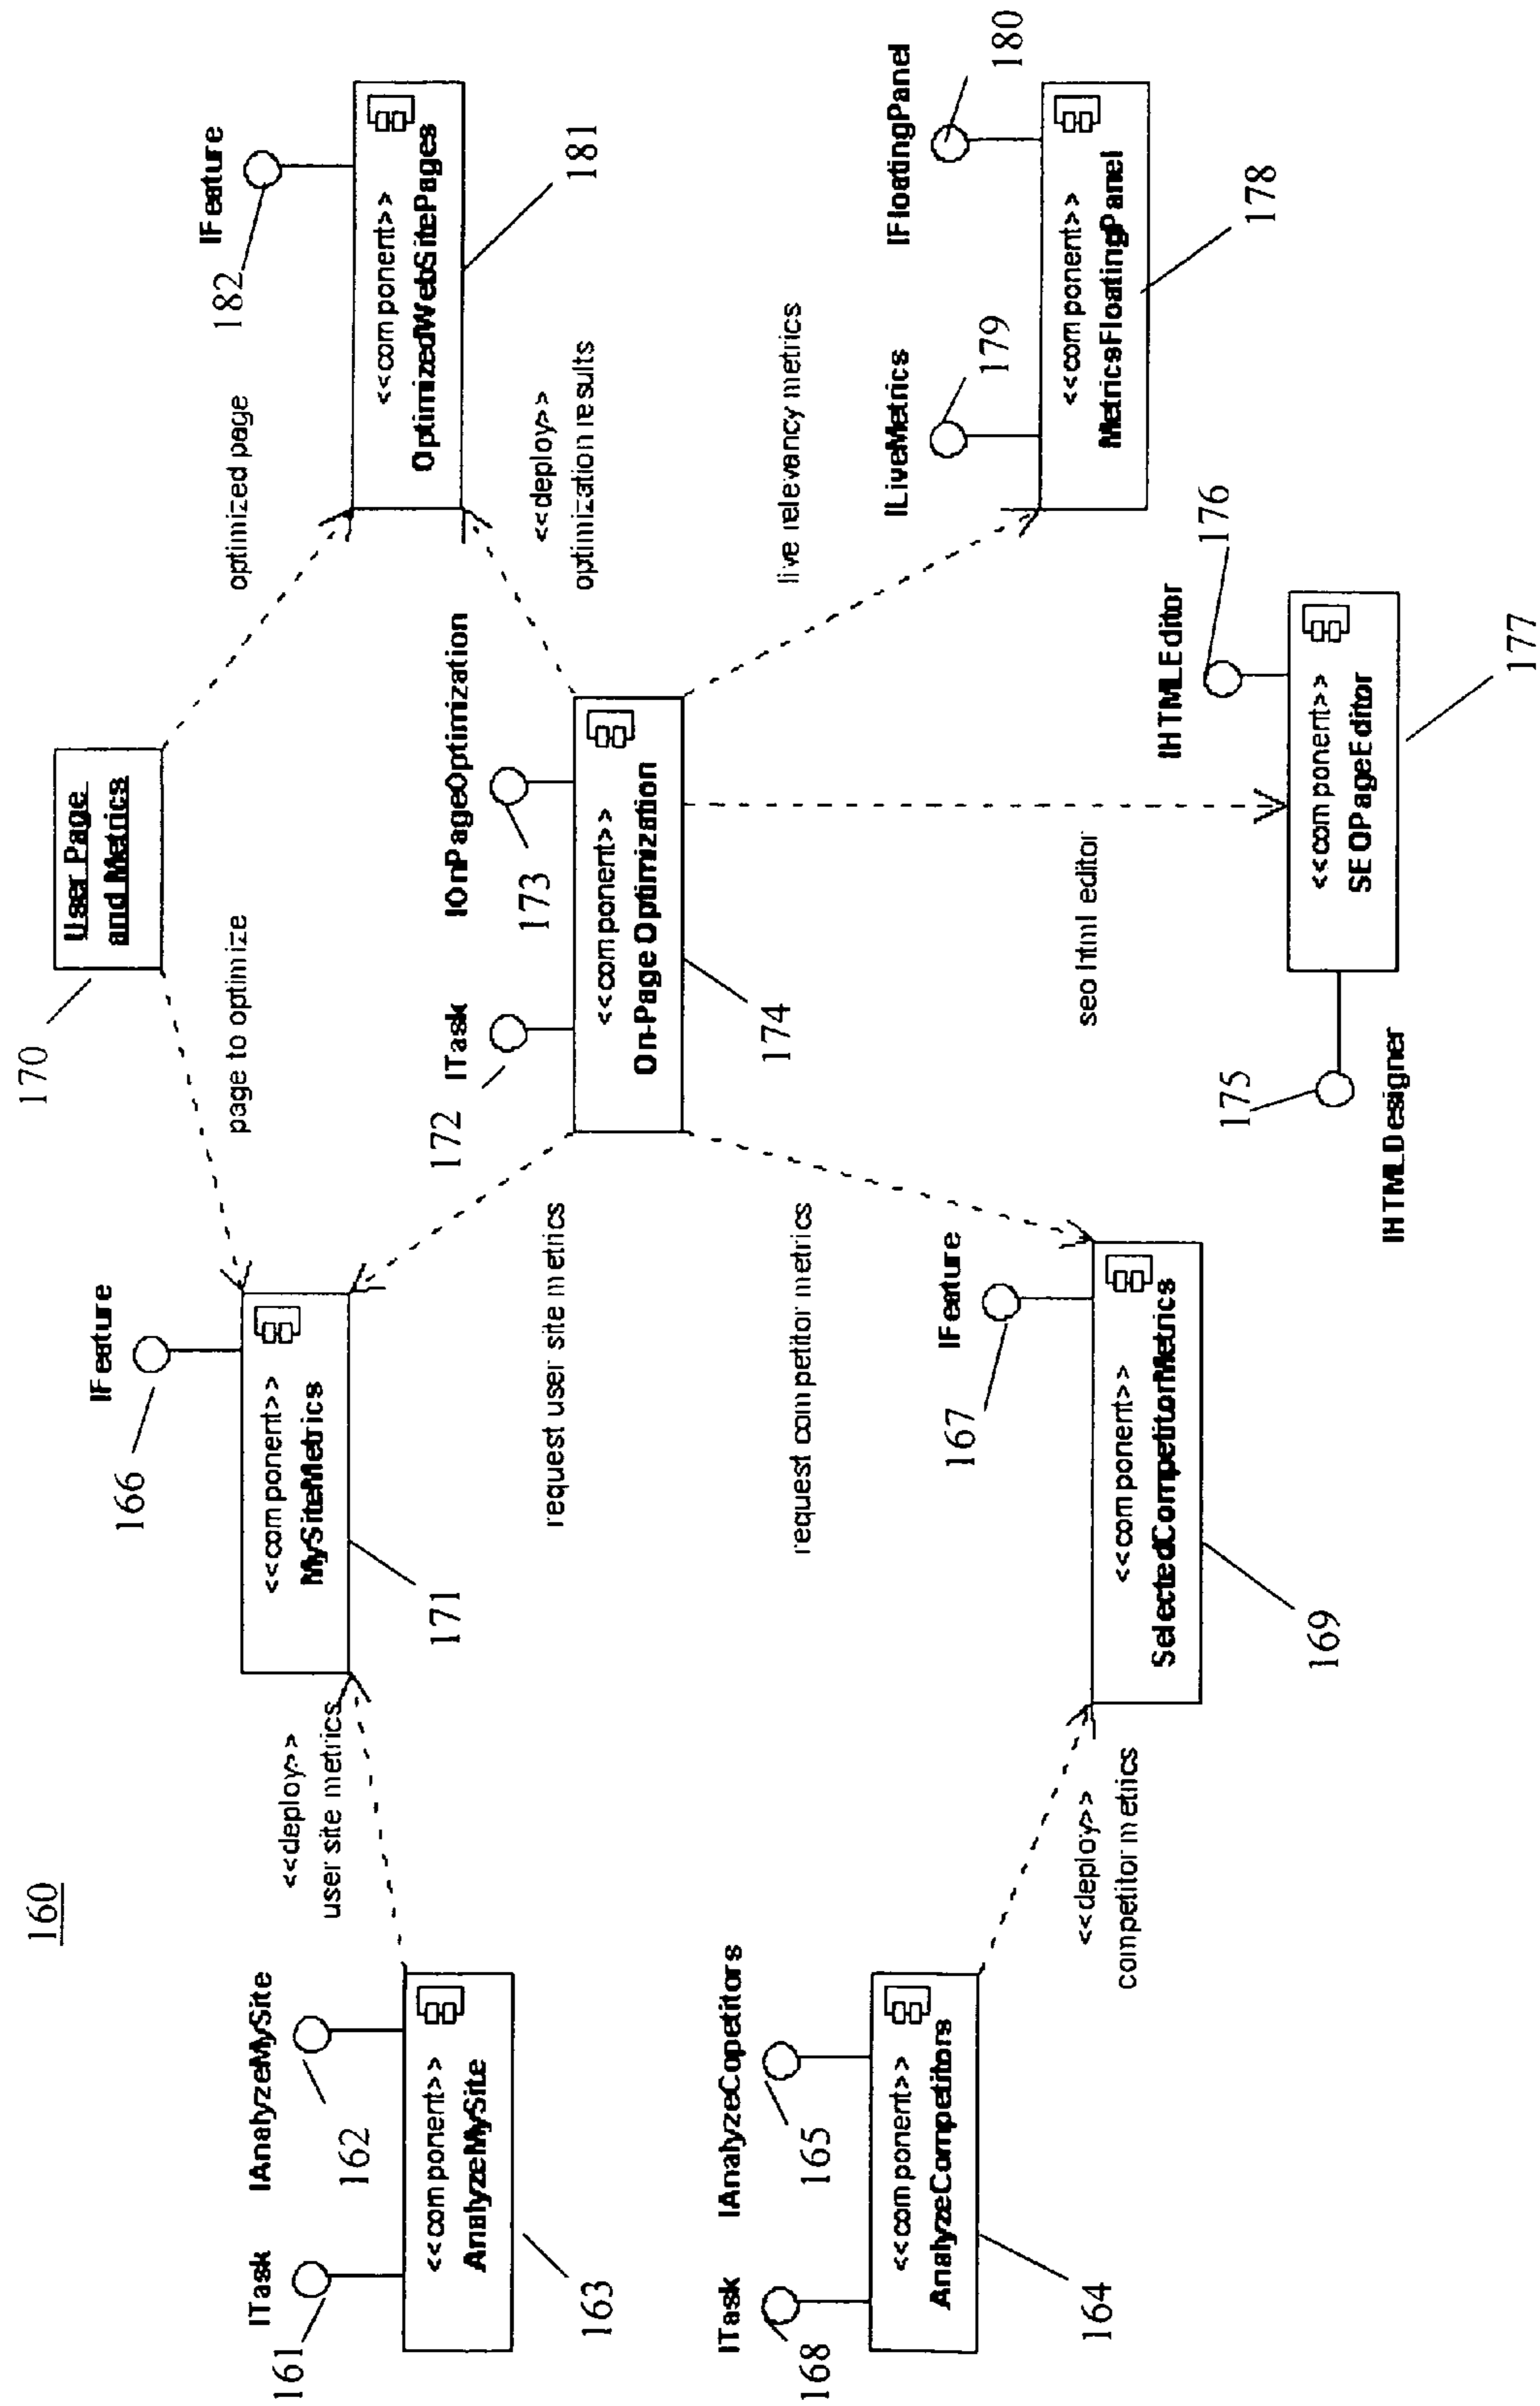 160
ITask
161
IAnalyzeMySite
162
<<component>>
AnalyzeMySite
163
<<deploy>>
user site metrics
IFeature
166
<<component>>
MySiteMetrics
171
170
User Page
and Metrics
page to optimize
optimized page
IFeature
182
<<component>>
OptimizedWebSitePages
181
<<deploy>>
optimization results
request user site metrics
ITask
172
IOnPageOptimization
173
<<component>>
On-Page Optimization
174
request competitor metrics
live relevancy metrics
ITask
168
IAnalyzeCopetitors
165
<<component>>
AnalyzeCompetitors
164
<<deploy>>
competitor metrics
IFeature
167
<<component>>
SelectedCompetitorMetrics
169
seo html editor
ILiveMetrics
179
IFloatingPanel
180
<<component>>
MetricsFloatingPanel
178
175
IHTMLDesigner
IHTMLEditor
176
<<component>>
SEOPageEditor
177